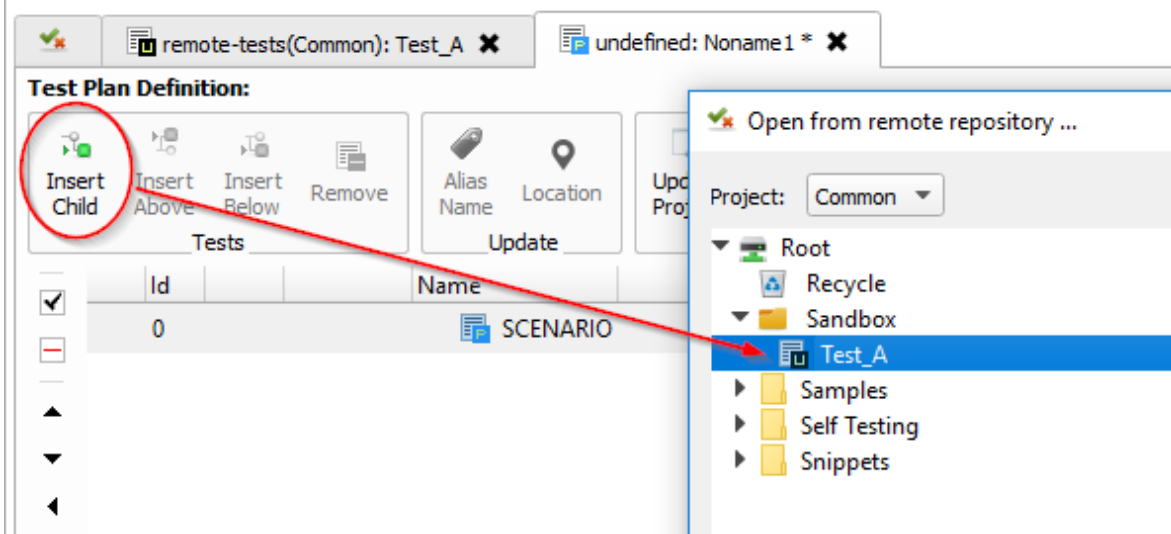 remote-tests(Common): Test_A
undefined: Noname1 *
Test Plan Definition:
Insert Child
Insert Above
Insert Below
Remove
Tests
Alias Name
Location
Update
Open from remote repository ...
Project: Common
Root
Recycle
Sandbox
Test_A
Samples
Self Testing
Snippets
Id
Name
0
SCENARIO